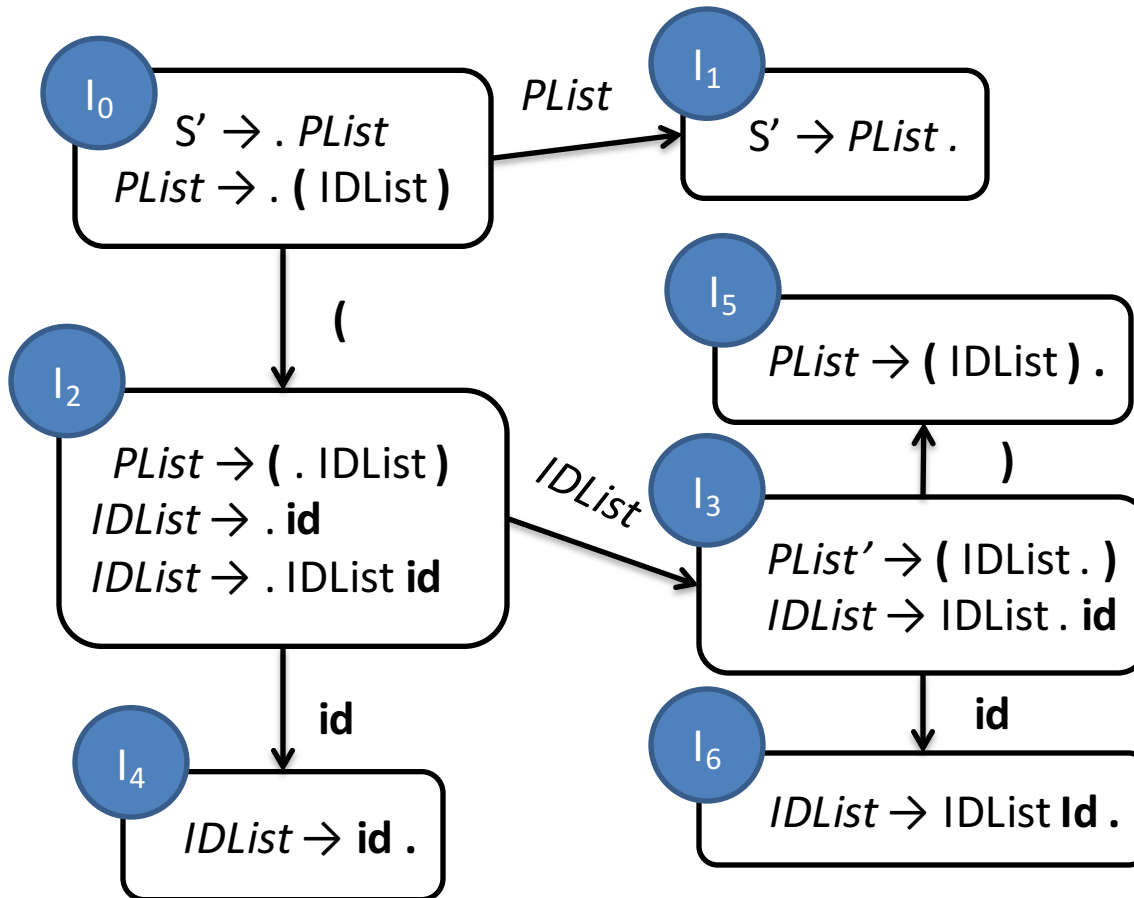 I₀
S’ → . PList
PList → . ( IDList )
PList
I₁
S’ → PList .
(
I₂
PList → ( . IDList )
IDList → . id
IDList → . IDList id
IDList
I₅
PList → ( IDList ) .
)
I₃
PList’ → ( IDList . )
IDList → IDList . id
id
I₄
IDList → id .
id
I₆
IDList → IDList Id .